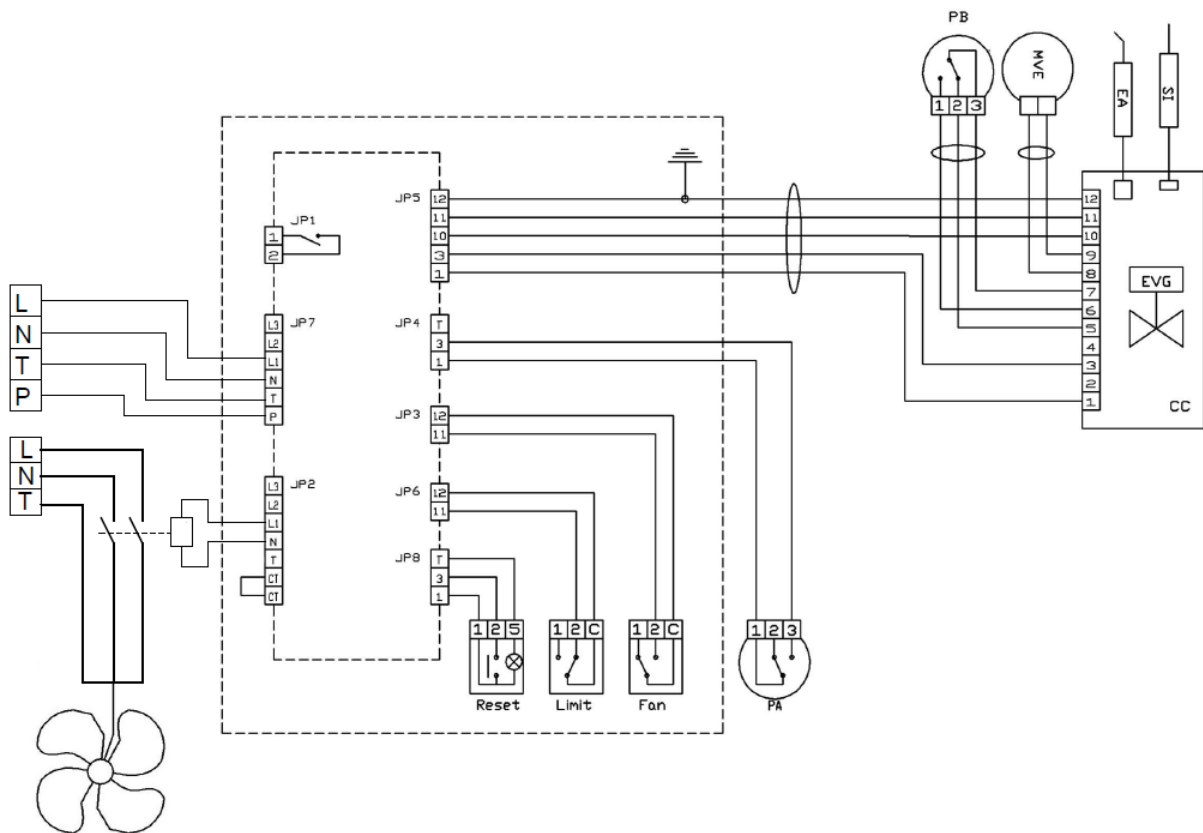 PB
MVE
EA
SI
1 2 3
JP5
12
11
10
3
1
JP1
1
2
12
11
10
9
8
7
6
5
4
3
2
1
EVG
CC
L
N
T
P
L3
L2
L1
N
T
P
JP7
JP4
T
3
1
JP3
12
11
L
N
T
L3
L2
L1
N
T
CT
CT
JP2
JP6
12
11
JP8
T
3
1
1 2 5
1 2 C
1 2 C
1 2 3
Reset
Limit
Fan
PA